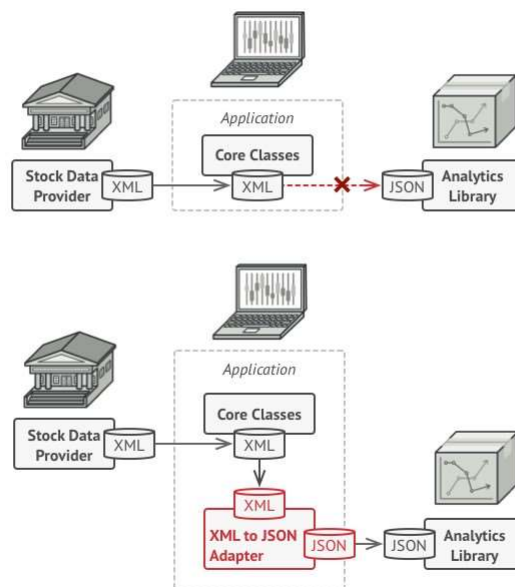 Application
Core Classes
Stock Data
Provider
XML
XML
JSON
Analytics
Library
Application
Core Classes
Stock Data
Provider
XML
XML
XML
XML to JSON
Adapter
JSON
JSON
Analytics
Library